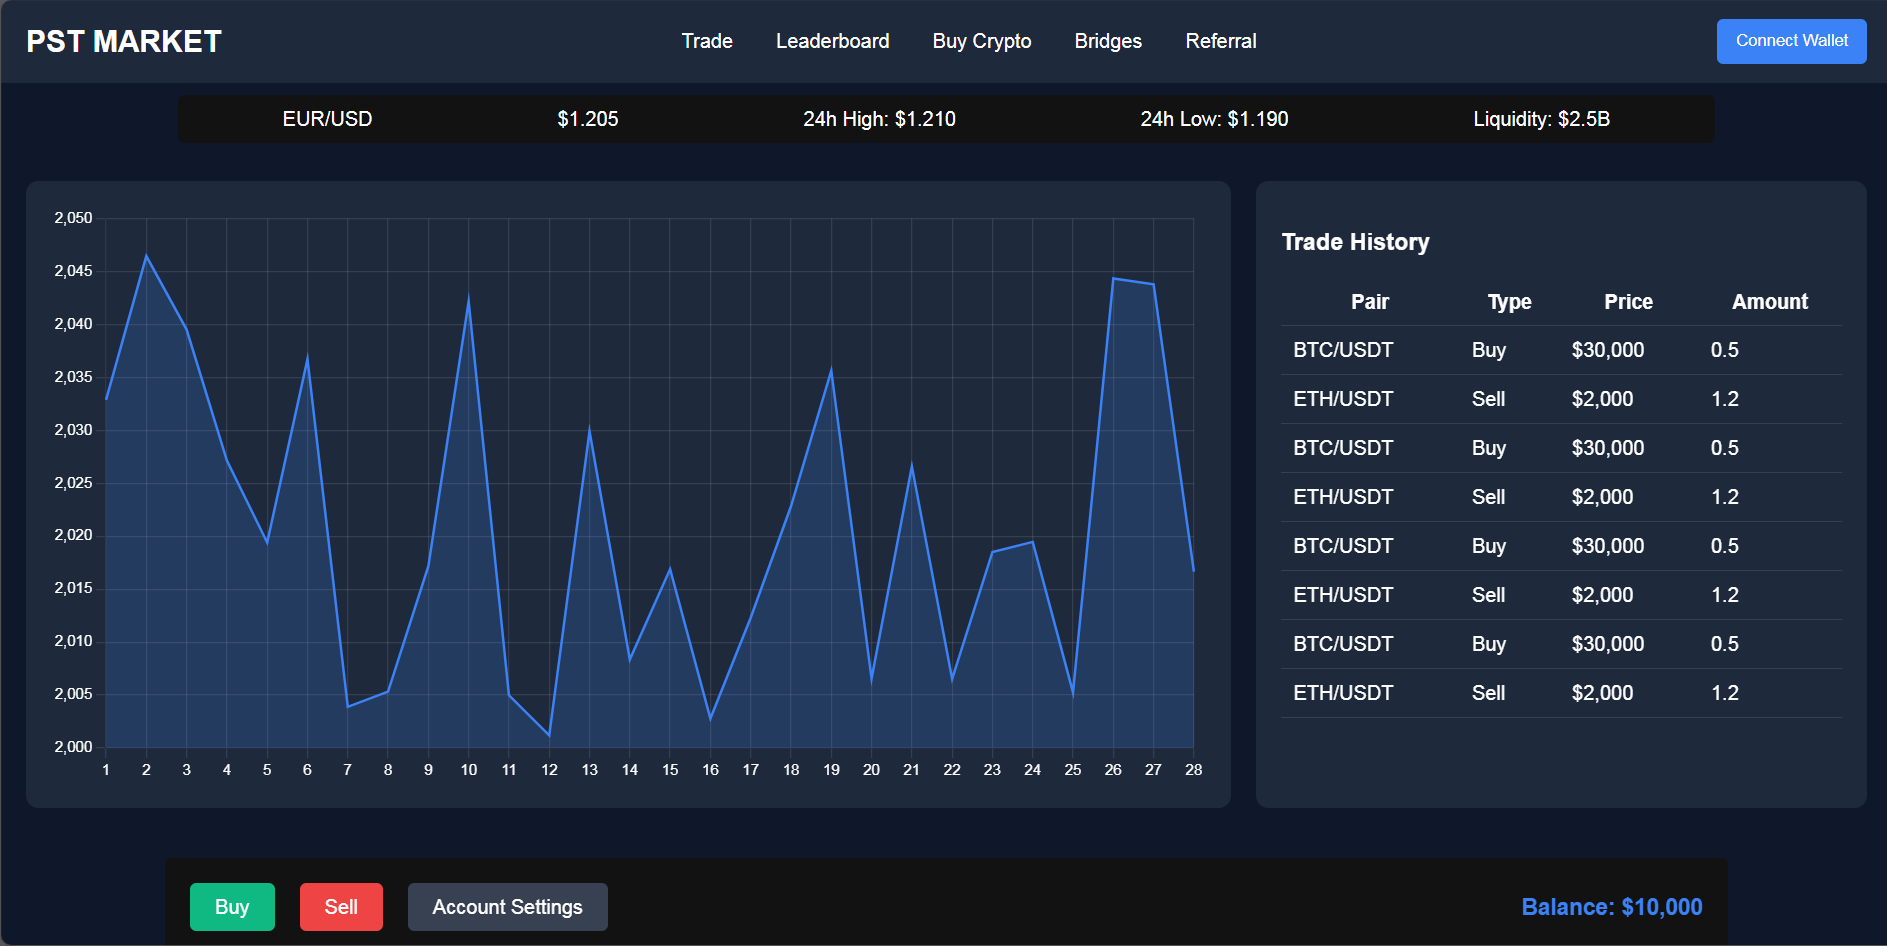 PST MARKET Trade Leaderboard Buy Crypto Bridges Referral Connect Wallet
EUR/USD $1.205 24h High: $1.210 24h Low: $1.190 Liquidity: $2.5B
2,050
2,045
2,040
2,035
2,030
2,025
2,020
2,015
2,010
2,005
2,000
1 2 3 4 5 6 7 8 9 10 11 12 13 14 15 16 17 18 19 20 21 22 23 24 25 26 27 28
Trade History
Pair Type Price Amount
BTC/USDT Buy $30,000 0.5
ETH/USDT Sell $2,000 1.2
BTC/USDT Buy $30,000 0.5
ETH/USDT Sell $2,000 1.2
BTC/USDT Buy $30,000 0.5
ETH/USDT Sell $2,000 1.2
BTC/USDT Buy $30,000 0.5
ETH/USDT Sell $2,000 1.2
Buy Sell Account Settings Balance: $10,000